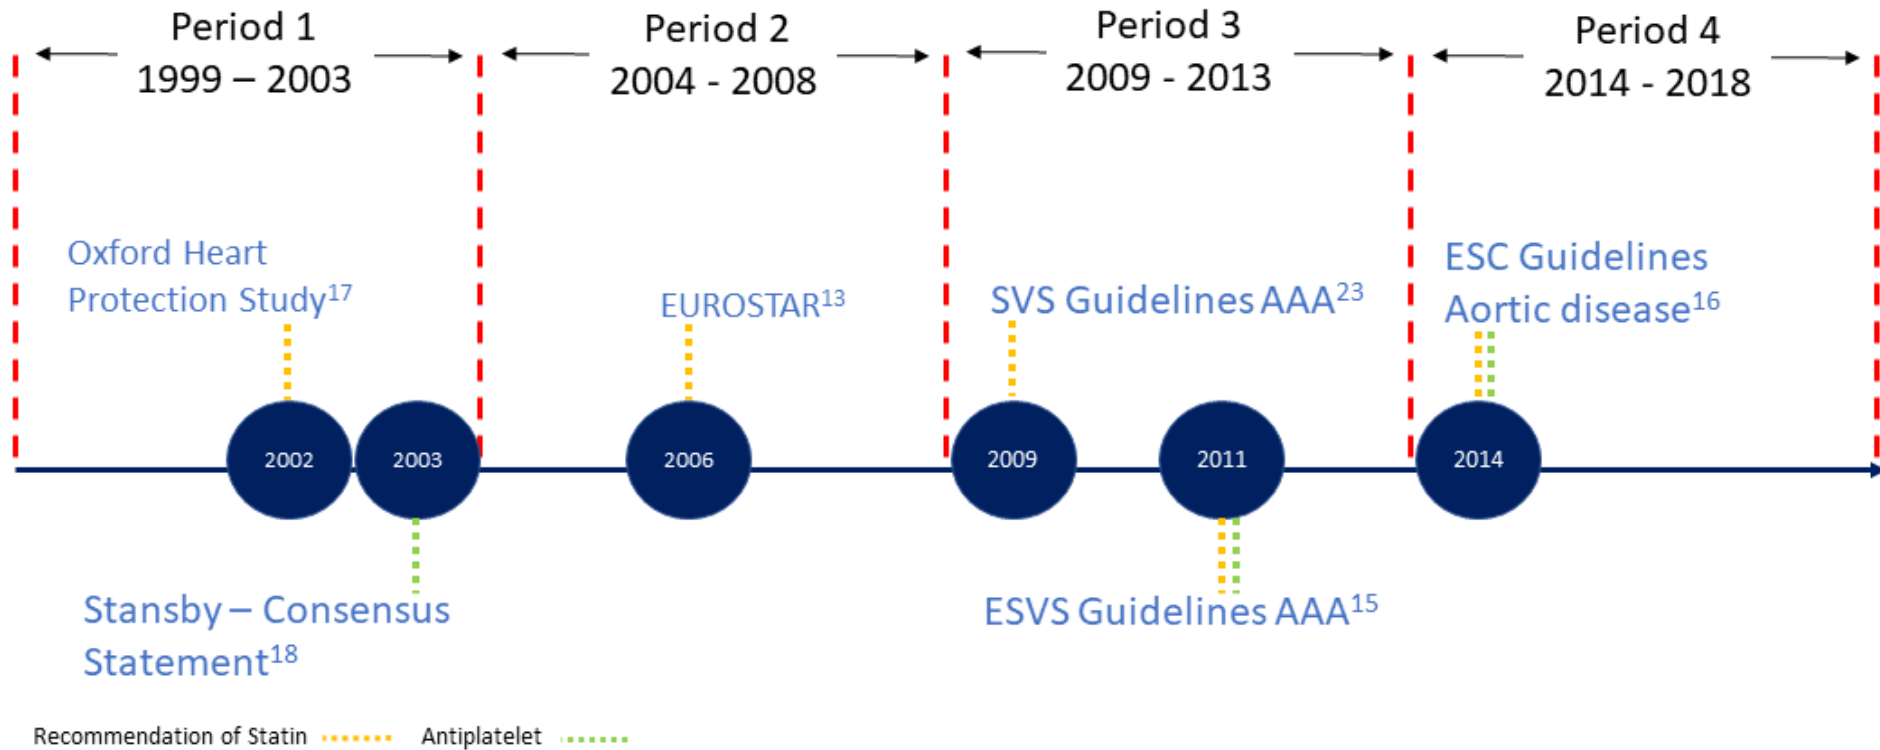 Period 1
1999 – 2003
Period 2
2004 - 2008
Period 3
2009 - 2013
Period 4
2014 - 2018
Oxford Heart
Protection Study17
EUROSTAR13
SVS Guidelines AAA23
ESC Guidelines
Aortic disease16
2002
2003
2006
2009
2011
2014
Stansby – Consensus
Statement18
ESVS Guidelines AAA15
Recommendation of Statin
Antiplatelet